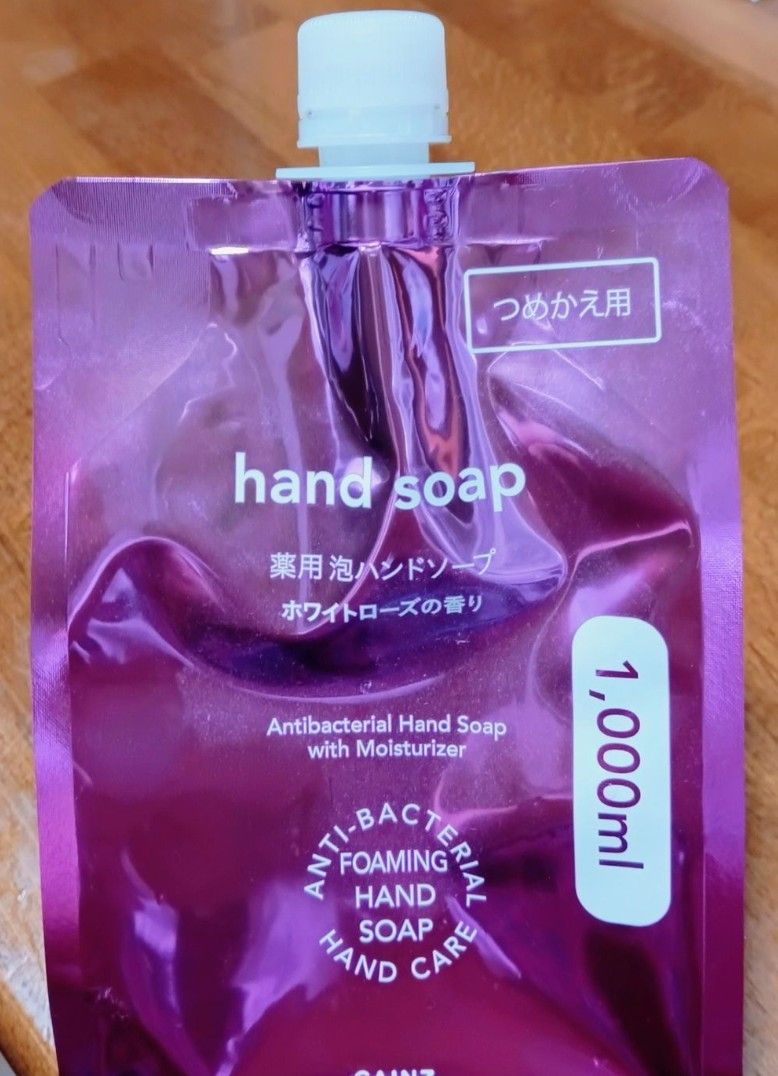 つめかえ用
hand soap
薬用 泡ハンドソープ
ホワイトローズの香り
1,000ml
Antibacterial Hand Soap
with Moisturizer
ANTI-BACTERIAL
FOAMING
HAND
SOAP
HAND CARE